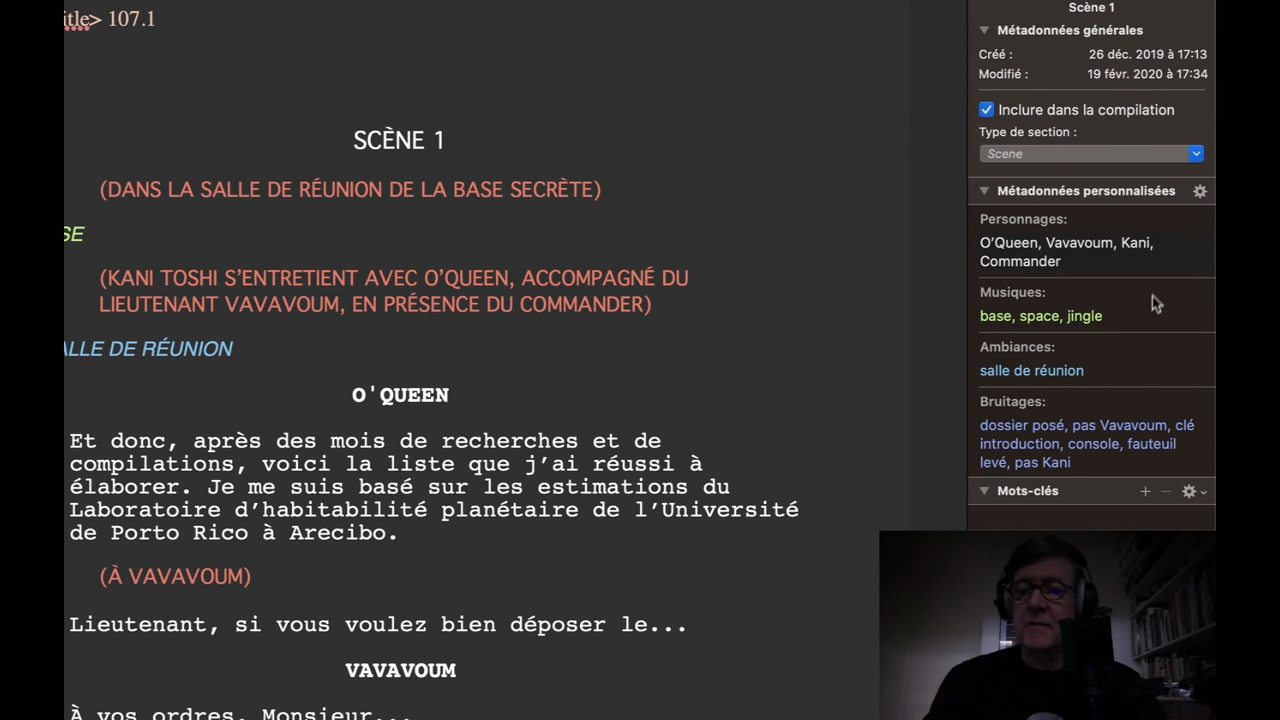 itle> 107.1
SCÈNE 1
(DANS LA SALLE DE RÉUNION DE LA BASE SECRÈTE)
SE
(KANI TOSHI S'ENTRETIENT AVEC O'QUEEN, ACCOMPAGNÉ DU
LIEUTENANT VAVAVOUM, EN PRÉSENCE DU COMMANDER)
ALLE DE RÉUNION
O'QUEEN
Et donc, après des mois de recherches et de
compilations, voici la liste que j'ai réussi à
élaborer. Je me suis basé sur les estimations du
Laboratoire d'habitabilité planétaire de l'Université
de Porto Rico à Arecibo.
(À VAVAVOUM)
Lieutenant, si vous voulez bien déposer le...
VAVAVOUM
À vos ordres, Monsieur...
Scène 1
Métadonnées générales
Créé : 26 déc. 2019 à 17:13
Modifié : 19 févr. 2020 à 17:34
Inclure dans la compilation
Type de section :
Scene
Métadonnées personnalisées
Personnages:
O'Queen, Vavavoum, Kani,
Commander
Musiques:
base, space, jingle
Ambiances:
salle de réunion
Bruitages:
dossier posé, pas Vavavoum, clé
introduction, console, fauteuil
levé, pas Kani
Mots-clés